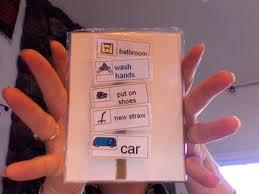 bathroom
wash
hands
put on
shoes
new straw
car